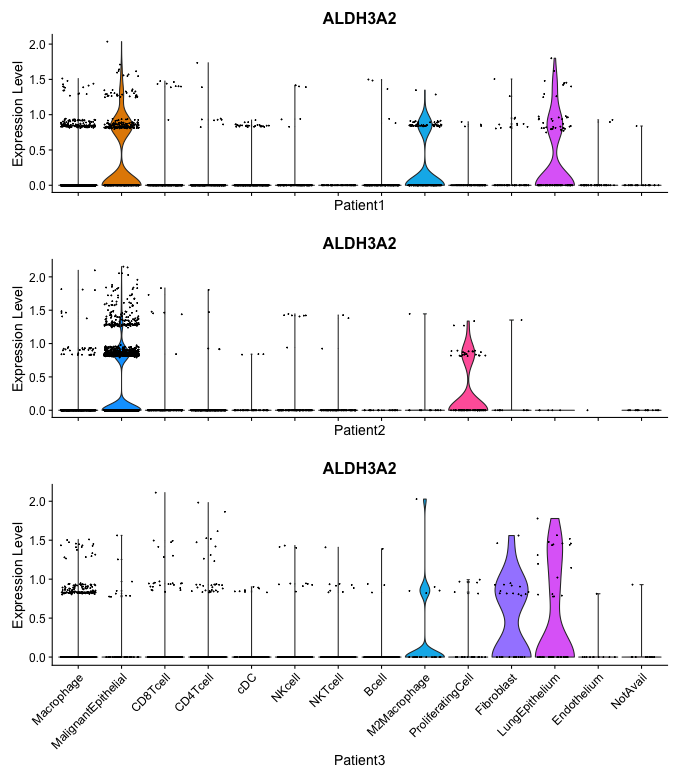 ALDH3A2
Expression Level
2.0
1.5
1.0
0.5
0.0
Patient1
ALDH3A2
Expression Level
2.0
1.5
1.0
0.5
0.0
Patient2
ALDH3A2
Expression Level
2.0
1.5
1.0
0.5
0.0
Macrophage
MalignantEpithelial
CD8Tcell
CD4Tcell
cDC
NKcell
NKTcell
Bcell
M2Macrophage
ProliferatingCell
Fibroblast
LungEpithelium
Endothelium
NotAvail
Patient3